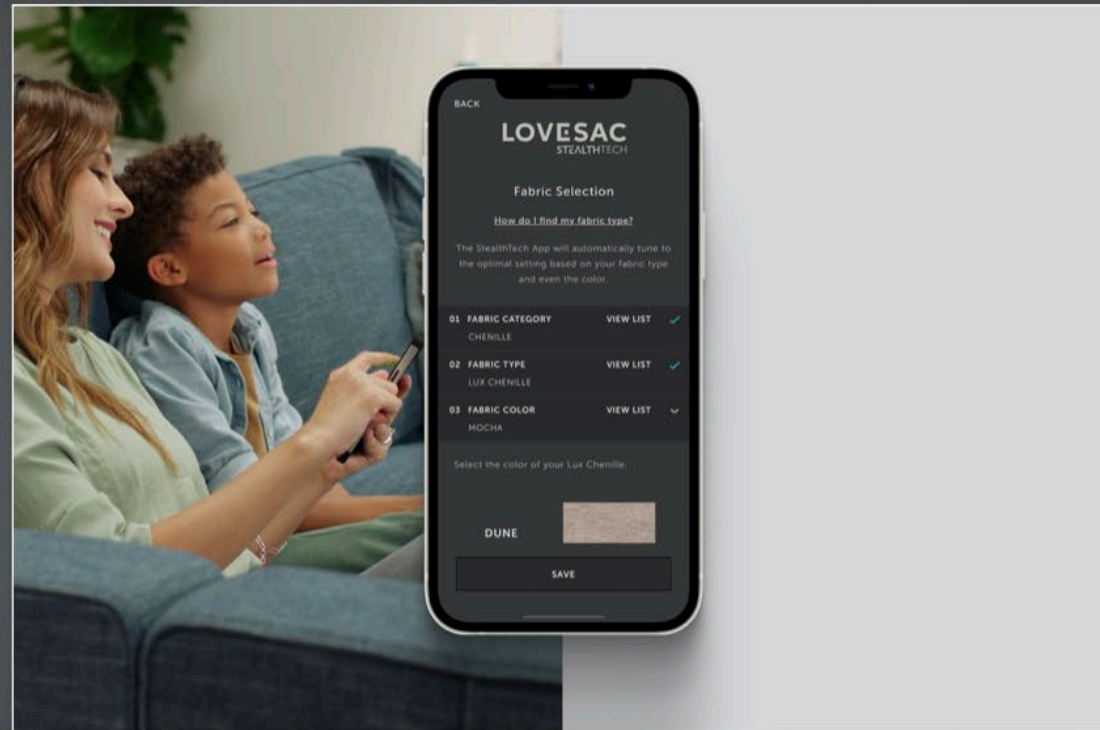 BACK
LOVESAC
STEALTHTECH
Fabric Selection
How do I find my fabric type?
The StealthTech App will automatically tune to
the optimal setting based on your fabric type
and even the color.
01 FABRIC CATEGORY VIEW LIST
CHENILLE
02 FABRIC TYPE VIEW LIST
LUX CHENILLE
03 FABRIC COLOR VIEW LIST
MOCHA
Select the color of your Lux Chenille:
DUNE
SAVE